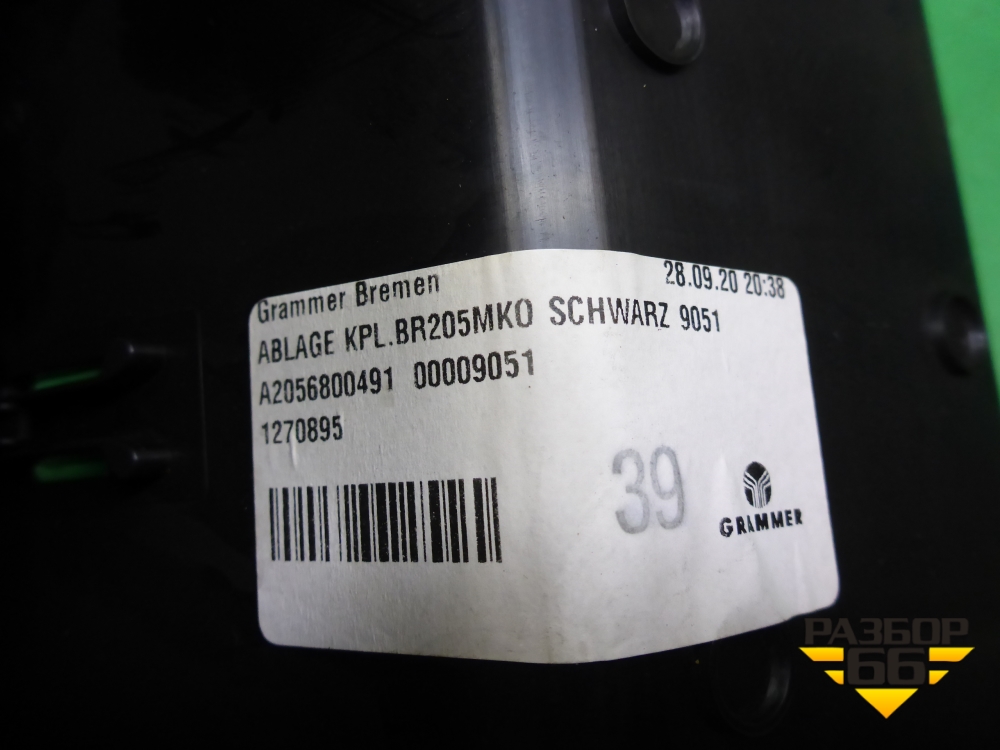 Grammer Bremen
28.09.20 20:38
ABLAGE KPL.BR205MKO SCHWARZ 9051
A2056800491 00009051
1270895
39
GRAMMER
РАЗБОР
66